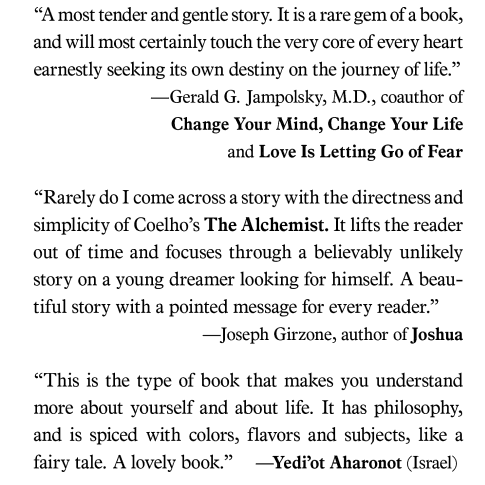 “A most tender and gentle story. It is a rare gem of a book,
and will most certainly touch the very core of every heart
earnestly seeking its own destiny on the journey of life.”
—Gerald G. Jampolsky, M.D., coauthor of
Change Your Mind, Change Your Life
and Love Is Letting Go of Fear
“Rarely do I come across a story with the directness and
simplicity of Coelho’s The Alchemist. It lifts the reader
out of time and focuses through a believably unlikely
story on a young dreamer looking for himself. A beau-
tiful story with a pointed message for every reader.”
—Joseph Girzone, author of Joshua
“This is the type of book that makes you understand
more about yourself and about life. It has philosophy,
and is spiced with colors, flavors and subjects, like a
fairy tale. A lovely book.” —Yedi’ot Aharonot (Israel)